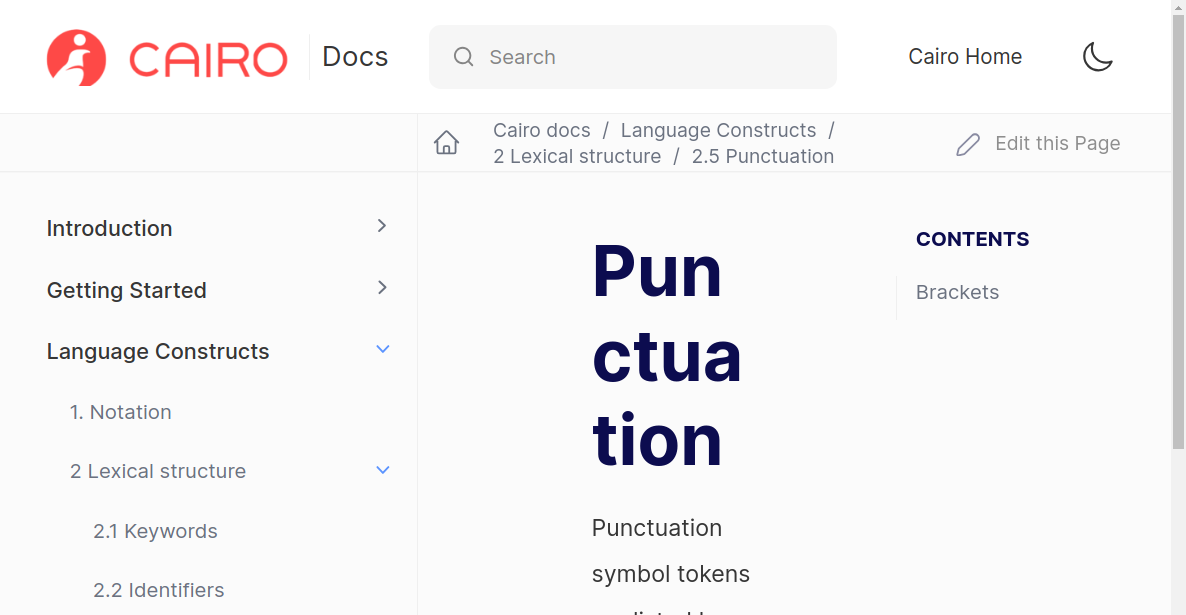 CAIRO Docs
Search
Cairo Home
Cairo docs / Language Constructs /
2 Lexical structure / 2.5 Punctuation
Edit this Page
Introduction
Getting Started
Language Constructs
1. Notation
2 Lexical structure
2.1 Keywords
2.2 Identifiers
Pun
ctua
tion
Punctuation
symbol tokens
CONTENTS
Brackets